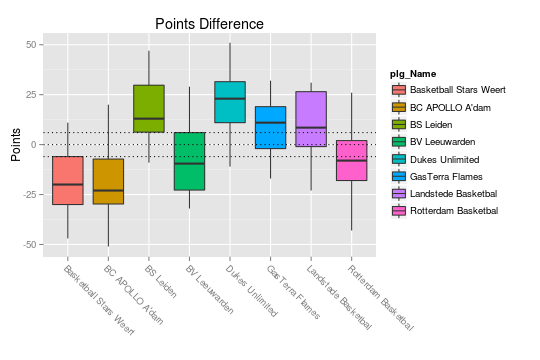 Points Difference
Points
50
25
0
-25
-50
Basketball Stars Weert
BC APOLLO A'dam
BS Leiden
BV Leeuwarden
Dukes Unlimited
GasTerra Flames
Landstede Basketbal
Rotterdam Basketbal
plg_Name
Basketball Stars Weert
BC APOLLO A'dam
BS Leiden
BV Leeuwarden
Dukes Unlimited
GasTerra Flames
Landstede Basketbal
Rotterdam Basketbal